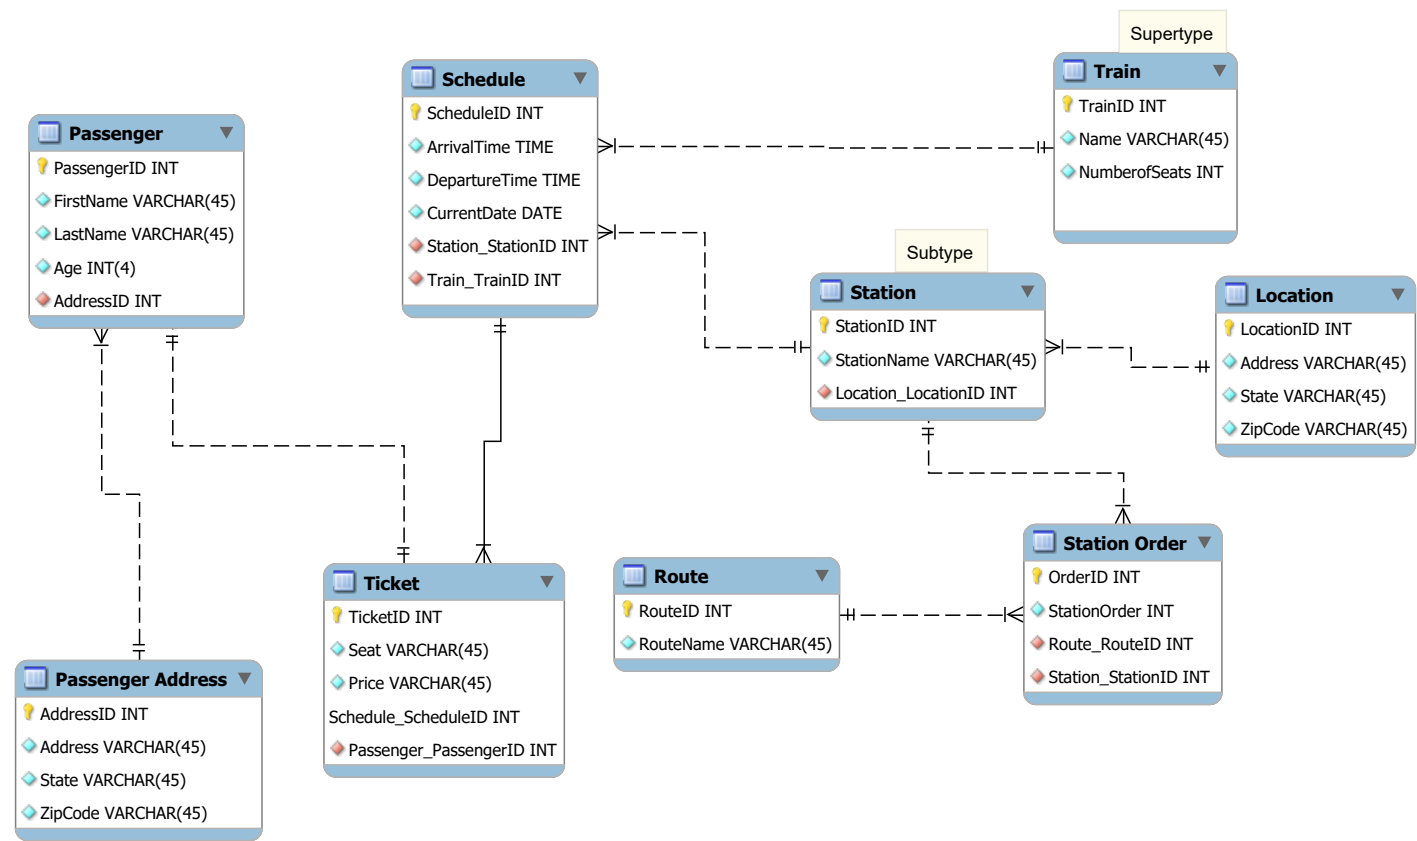 Supertype
Train
TrainID INT
Name VARCHAR(45)
NumberofSeats INT
Schedule
ScheduleID INT
ArrivalTime TIME
DepartureTime TIME
CurrentDate DATE
Station_StationID INT
Train_TrainID INT
Passenger
PassengerID INT
FirstName VARCHAR(45)
LastName VARCHAR(45)
Age INT(4)
AddressID INT
Subtype
Station
StationID INT
StationName VARCHAR(45)
Location_LocationID INT
Location
LocationID INT
Address VARCHAR(45)
State VARCHAR(45)
ZipCode VARCHAR(45)
Station Order
OrderID INT
StationOrder INT
Route_RouteID INT
Station_StationID INT
Route
RouteID INT
RouteName VARCHAR(45)
Ticket
TicketID INT
Seat VARCHAR(45)
Price VARCHAR(45)
Schedule_ScheduleID INT
Passenger_PassengerID INT
Passenger Address
AddressID INT
Address VARCHAR(45)
State VARCHAR(45)
ZipCode VARCHAR(45)